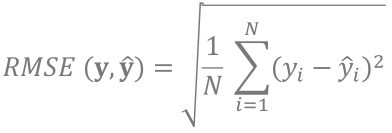 RMSE (𝐲, 𝐲̂) = √(1/N ∑_{i=1}^{N} (y_i − ŷ_i)²)